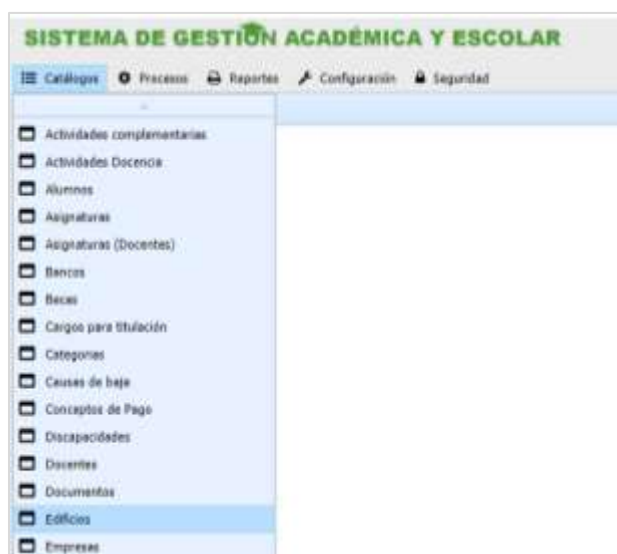 SISTEMA DE GESTIÓN ACADÉMICA Y ESCOLAR
Catálogos Procesos Reportes Configuración Seguridad
Actividades complementarias
Actividades Docencia
Alumnos
Asignaturas
Asignaturas (Docentes)
Bancos
Becas
Cargos para titulación
Categorias
Causas de baja
Conceptos de Pago
Discapacidades
Docentes
Documentos
Edificios
Empresas